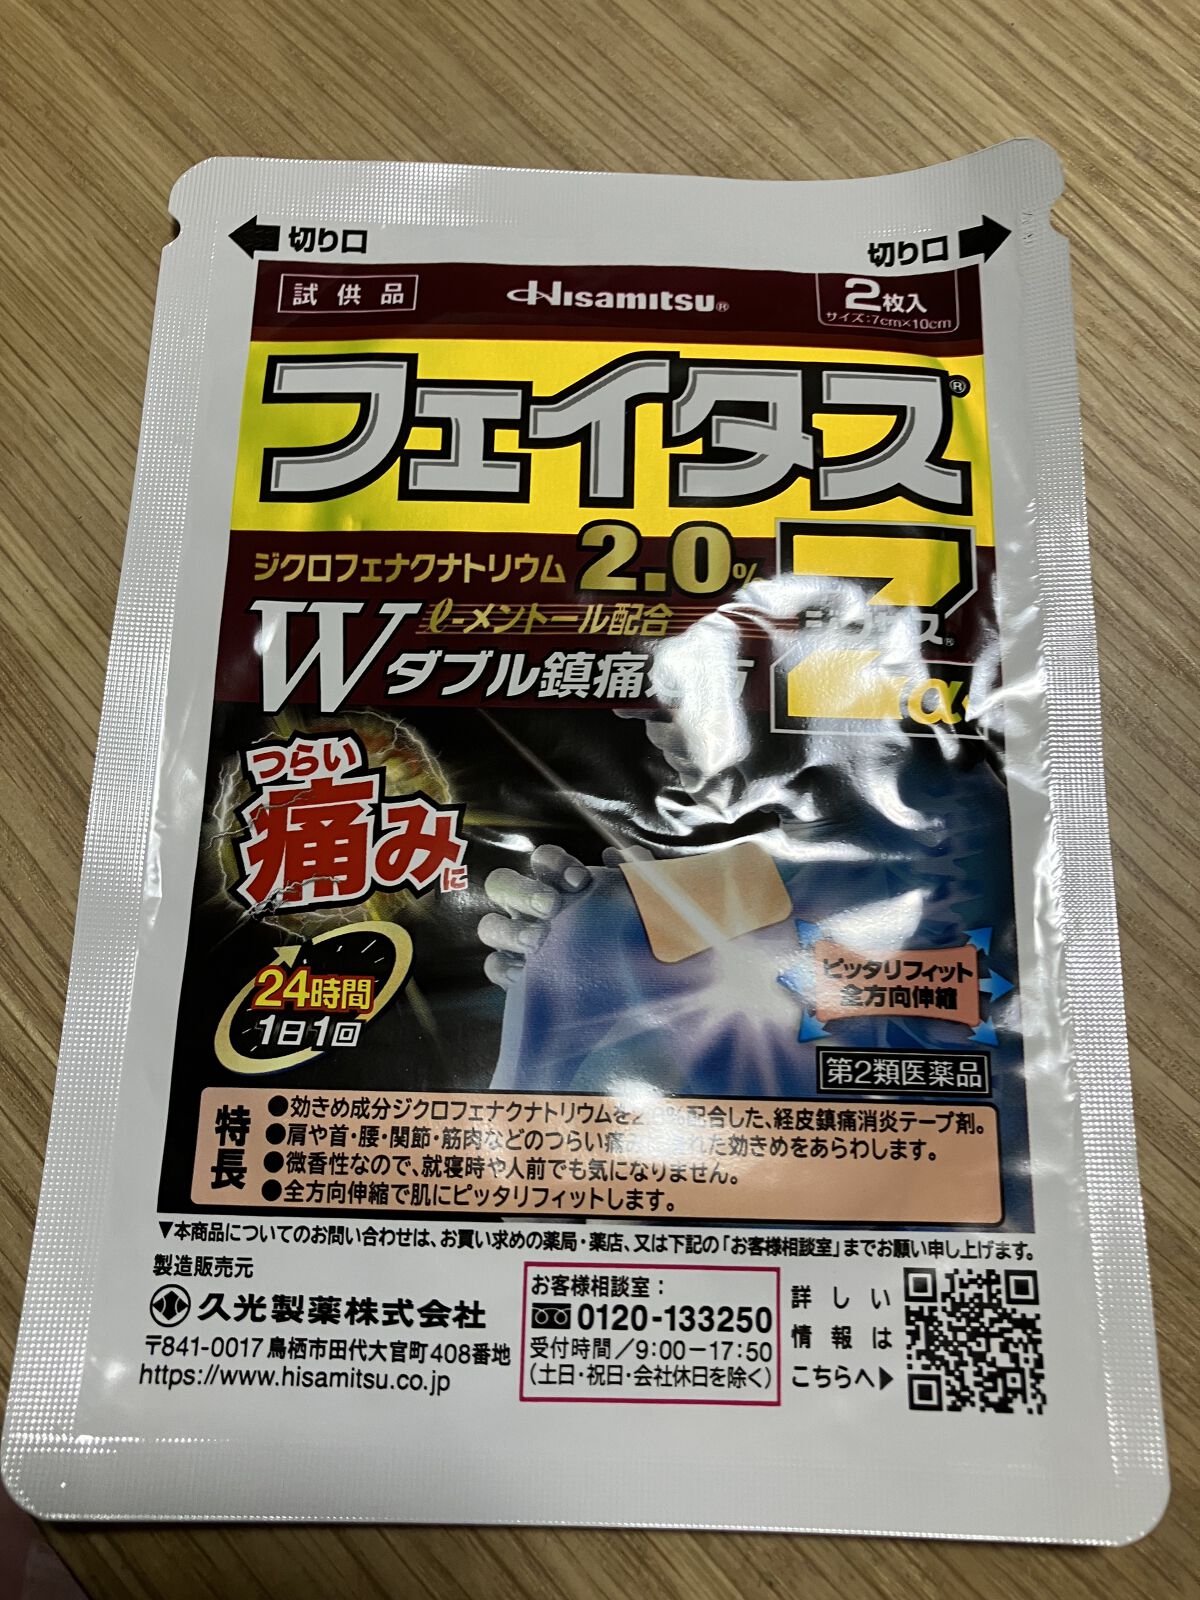 切り口
切り口
試供品
Hisamitsu®
2枚入
サイズ:7cm×10cm
フェイタス®
ジクロフェナクナトリウム 2.0%
ℓ-メントール配合
Wダブル鎮痛処方
Z
ジクサス®
α
つらい
痛みに
24時間
1日1回
ピッタリフィット
全方向伸縮
第2類医薬品
特長
●効きめ成分ジクロフェナクナトリウムを2.0%配合した、経皮鎮痛消炎テープ剤。
●肩や首・腰・関節・筋肉などのつらい痛みに優れた効きめをあらわします。
●微香性なので、就寝時や人前でも気になりません。
●全方向伸縮で肌にピッタリフィットします。
▼本商品についてのお問い合わせは、お買い求めの薬局・薬店、又は下記の「お客様相談室」までお願い申し上げます。
製造販売元
久光製薬株式会社
〒841-0017 鳥栖市田代大官町408番地
https://www.hisamitsu.co.jp
お客様相談室:
0120-133250
受付時間/9:00-17:50
(土日・祝日・会社休日を除く)
詳しい
情報は
こちらへ▶